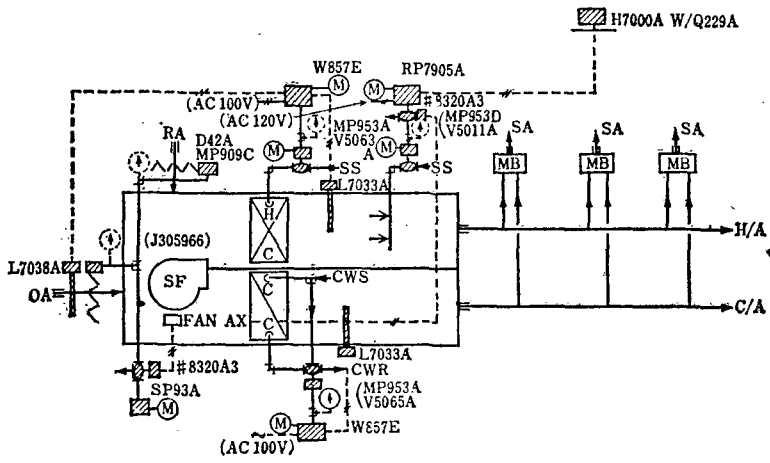 H7000A W/Q229A
W857E
M
M
RP7905A
(AC 100V)
(AC 120V)
#8320A3
(MP953D
V5011A
RA
D42A
MP909C
MP953A
V5063
A
M
M
SS
SS
L7033A
SA
SA
SA
MB
MB
MB
H
C
H/A
L7038A
(J305966)
SF
OA
CWS
C
C
C/A
FAN AX
#8320A3
L7033A
CWR
SP93A
M
(MP953A
V5065A
M
W857E
(AC 100V)